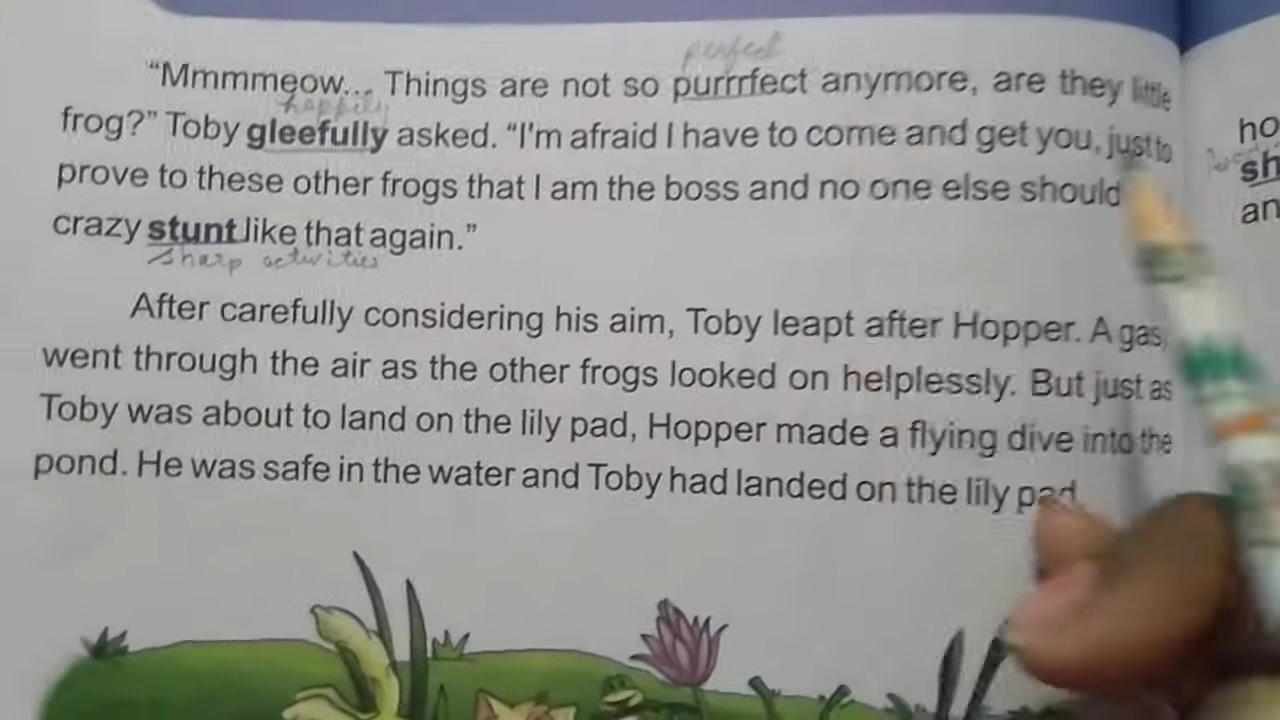 perfect
“Mmmmeow... Things are not so purrrfect anymore, are they little
happily
frog?” Toby gleefully asked. “I'm afraid I have to come and get you, just to
prove to these other frogs that I am the boss and no one else should
crazy stunt like that again.”
sharp activities
After carefully considering his aim, Toby leapt after Hopper. A gas
went through the air as the other frogs looked on helplessly. But just as
Toby was about to land on the lily pad, Hopper made a flying dive into the
pond. He was safe in the water and Toby had landed on the lily pad
ho
sh
an